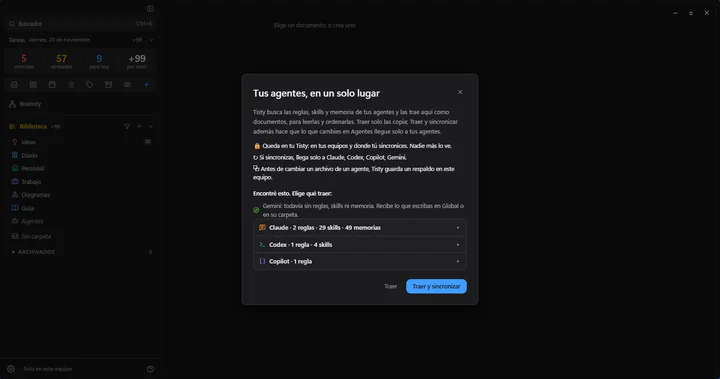 Buscador
Ctrl+K
Tareas viernes, 20 de noviembre
+99
5
57
9
+99
para hoy
por venir
Brainsty
Biblioteca +99
Ideas
Diario
Personal
Trabajo
Diagramas
Guía
Agentes
Sin carpeta
ARCHIVADOS
Solo en este equipo
Elige un documento, o crea uno
Tus agentes, en un solo lugar
Tisty busca las reglas, skills y memoria de tus agentes y las trae aquí como
documentos, para leerlas y ordenarlas. Traer solo las copia; Traer y sincronizar
además hace que lo que cambies en Agentes llegue solo a tus agentes.
Queda en tu Tisty: en tus equipos y donde tú sincronices. Nadie más lo ve.
Si sincronizas, llega solo a Claude, Codex, Copilot, Gemini.
Antes de cambiar un archivo de un agente, Tisty guarda un respaldo en este
equipo.
Encontré esto. Elige qué traer:
Gemini: todavía sin reglas, skills ni memoria. Recibe lo que escribas en Global o
en su carpeta.
Claude · 2 reglas · 29 skills · 49 memorias
Codex · 1 regla · 4 skills
Copilot · 1 regla
Traer
Traer y sincronizar